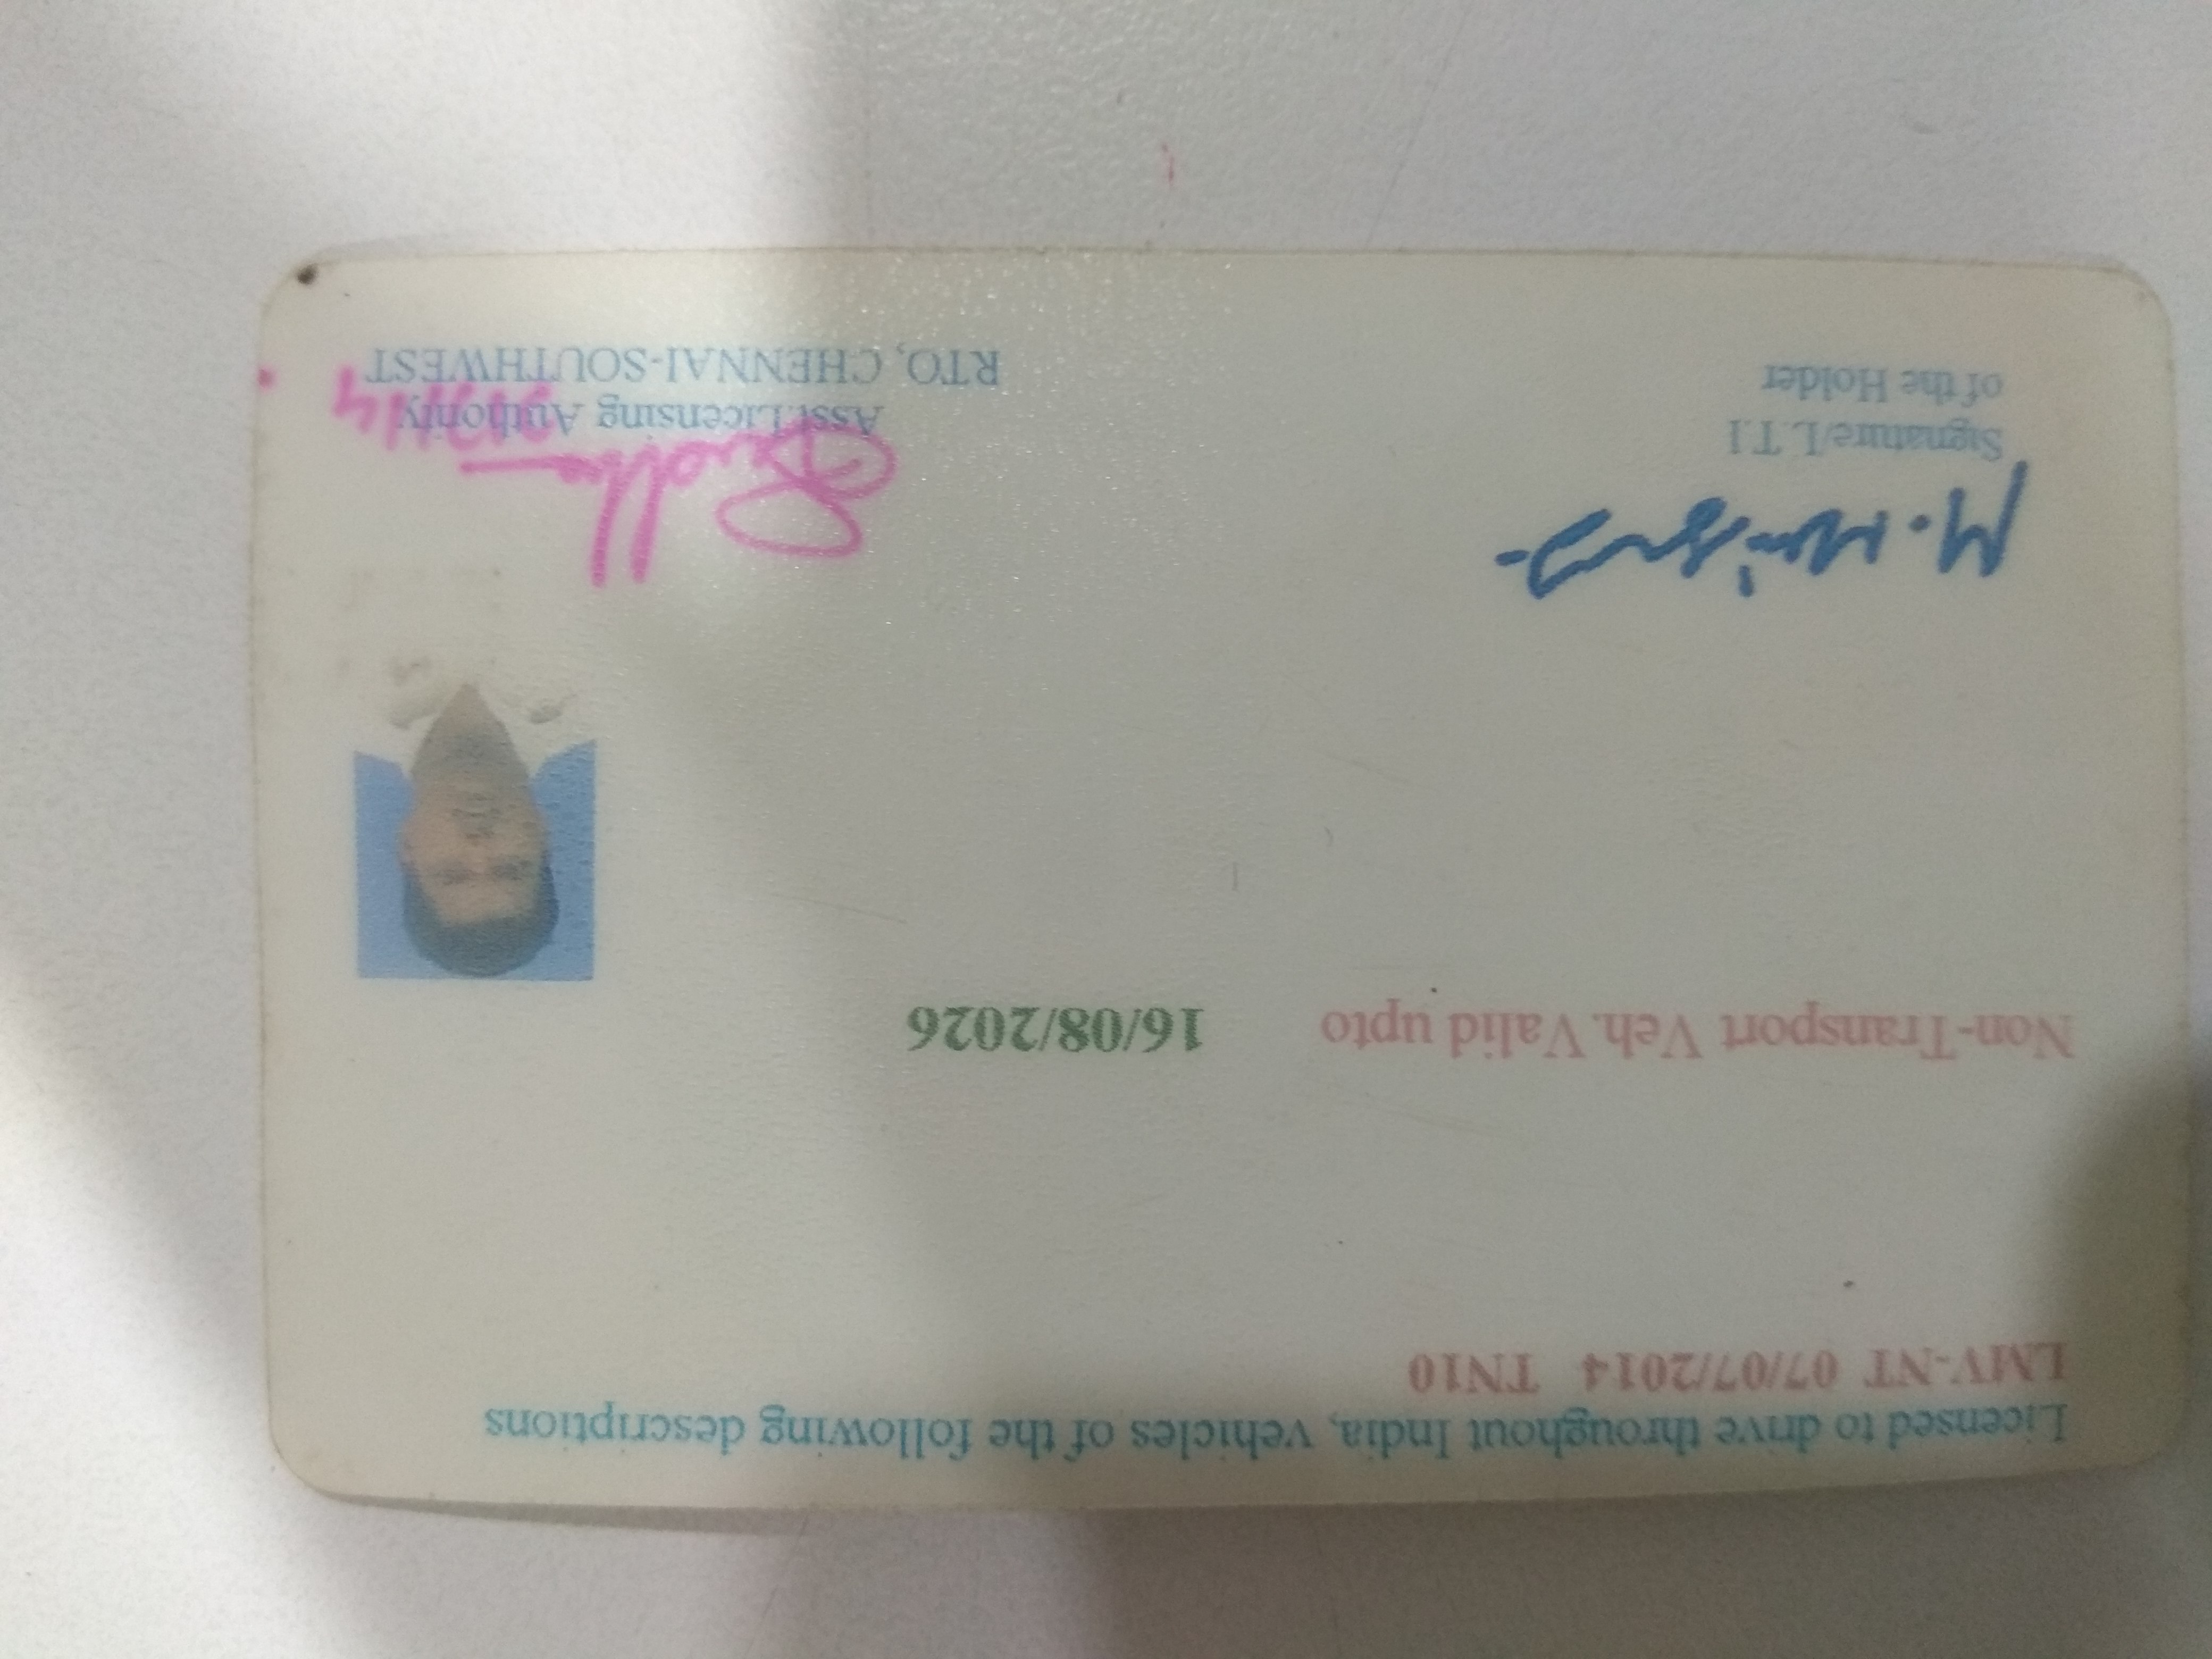 Licensed to drive throughout India, vehicles of the following descriptions
LMV-NT 07/07/2014 TN10
Non-Transport Veh. Valid upto 16/08/2026
Signature/L.T.I
of the Holder
Asst.Licensing Authority
RTO, CHENNAI-SOUTHWEST